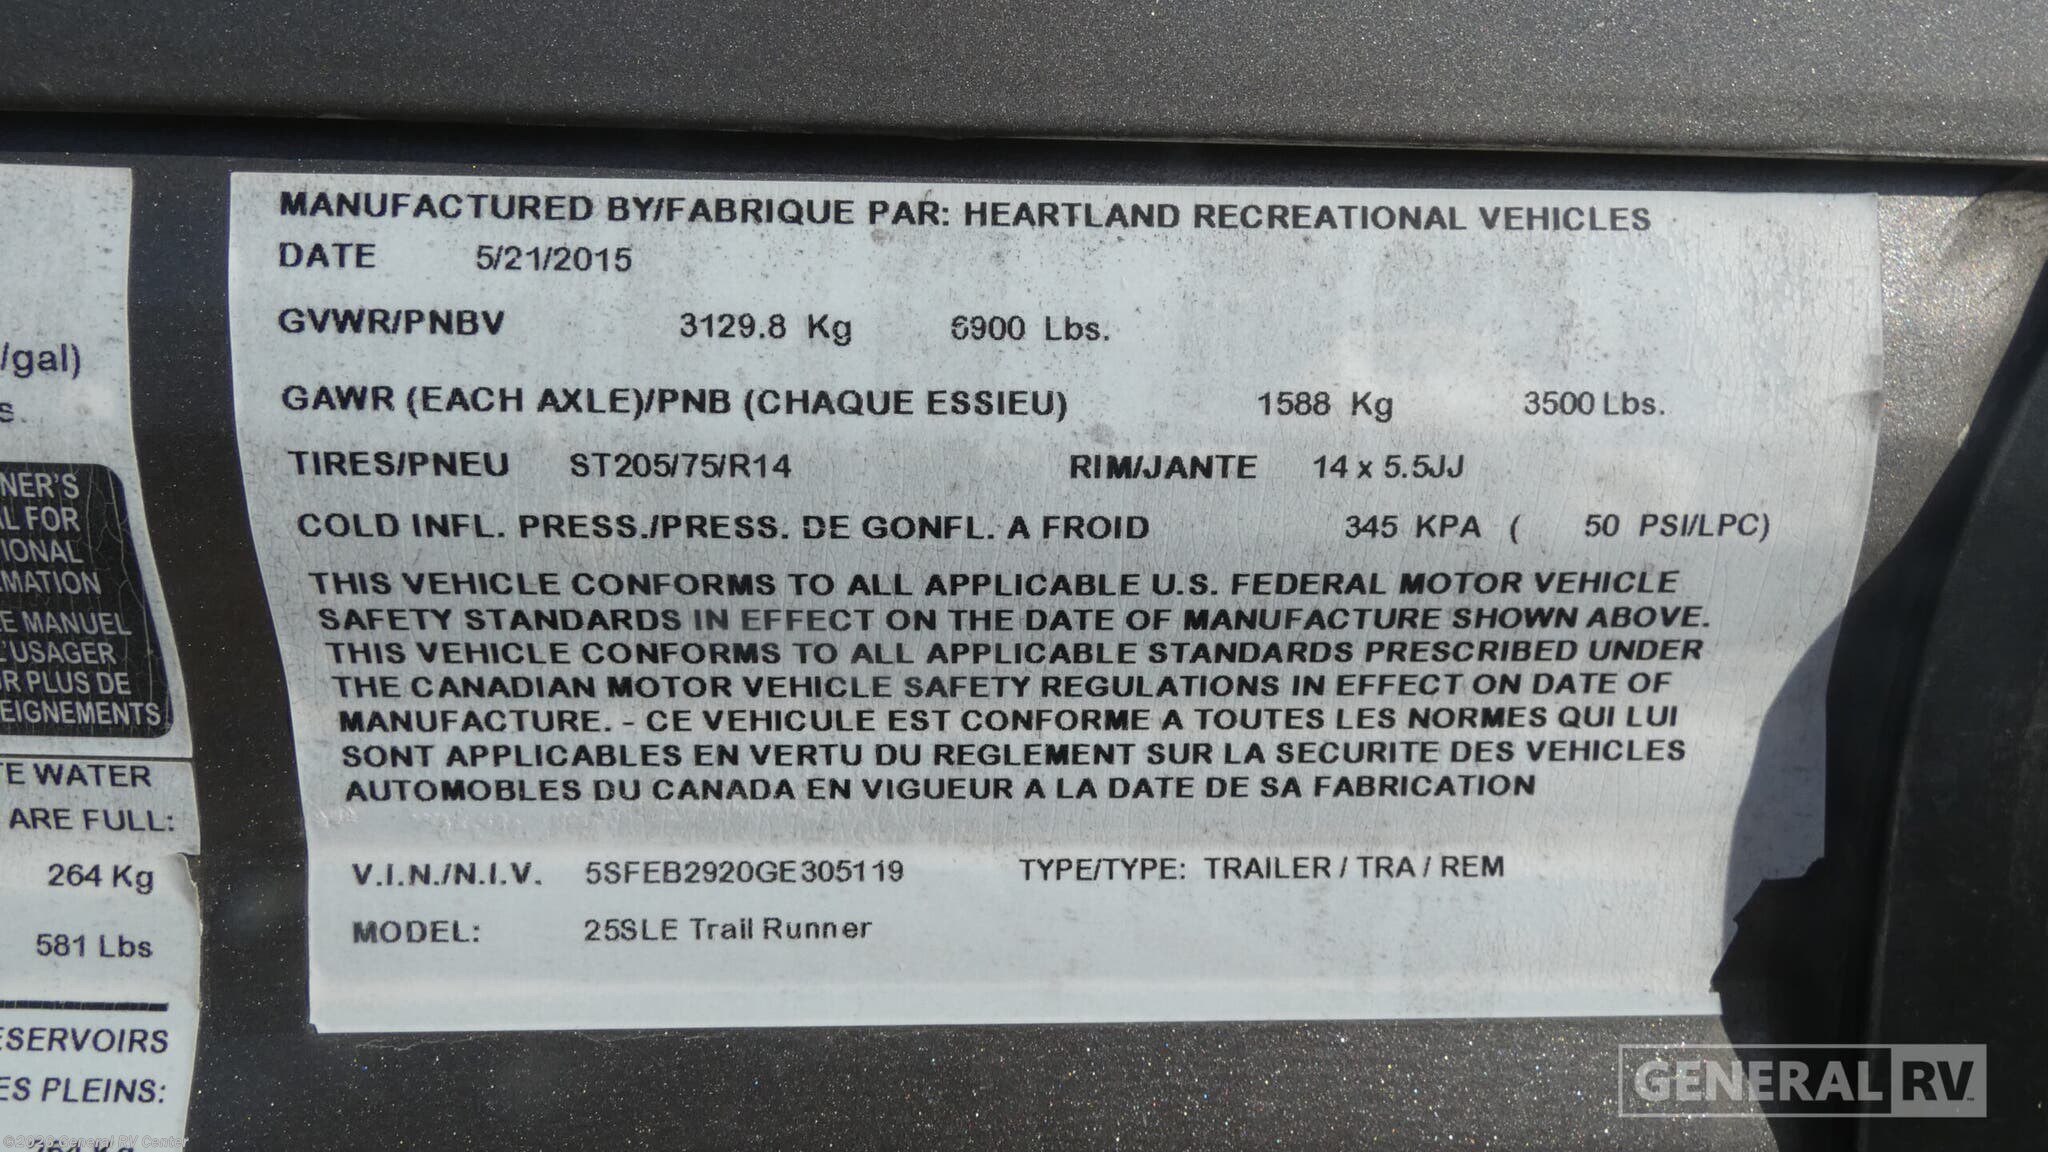 MANUFACTURED BY/FABRIQUE PAR: HEARTLAND RECREATIONAL VEHICLES
DATE 5/21/2015
GVWR/PNBV 3129.8 Kg 6900 Lbs.
GAWR (EACH AXLE)/PNB (CHAQUE ESSIEU) 1588 Kg 3500 Lbs.
TIRES/PNEU ST205/75/R14 RIM/JANTE 14 x 5.5JJ
COLD INFL. PRESS./PRESS. DE GONFL. A FROID 345 KPA ( 50 PSI/LPC)
THIS VEHICLE CONFORMS TO ALL APPLICABLE U.S. FEDERAL MOTOR VEHICLE
SAFETY STANDARDS IN EFFECT ON THE DATE OF MANUFACTURE SHOWN ABOVE.
THIS VEHICLE CONFORMS TO ALL APPLICABLE STANDARDS PRESCRIBED UNDER
THE CANADIAN MOTOR VEHICLE SAFETY REGULATIONS IN EFFECT ON DATE OF
MANUFACTURE. - CE VEHICULE EST CONFORME A TOUTES LES NORMES QUI LUI
SONT APPLICABLES EN VERTU DU REGLEMENT SUR LA SECURITE DES VEHICLES
AUTOMOBLES DU CANADA EN VIGUEUR A LA DATE DE SA FABRICATION
V.I.N./N.I.V. 5SFEB2920GE305119 TYPE/TYPE: TRAILER / TRA / REM
MODEL: 25SLE Trail Runner
/gal)
s.
NER'S
L FOR
IONAL
MATION
E MANUEL
L'USAGER
R PLUS DE
EIGNEMENTS
TE WATER
ARE FULL:
264 Kg
581 Lbs
ESERVOIRS
ES PLEINS:
264 Kg
GENERAL RV
©2026 General RV Center